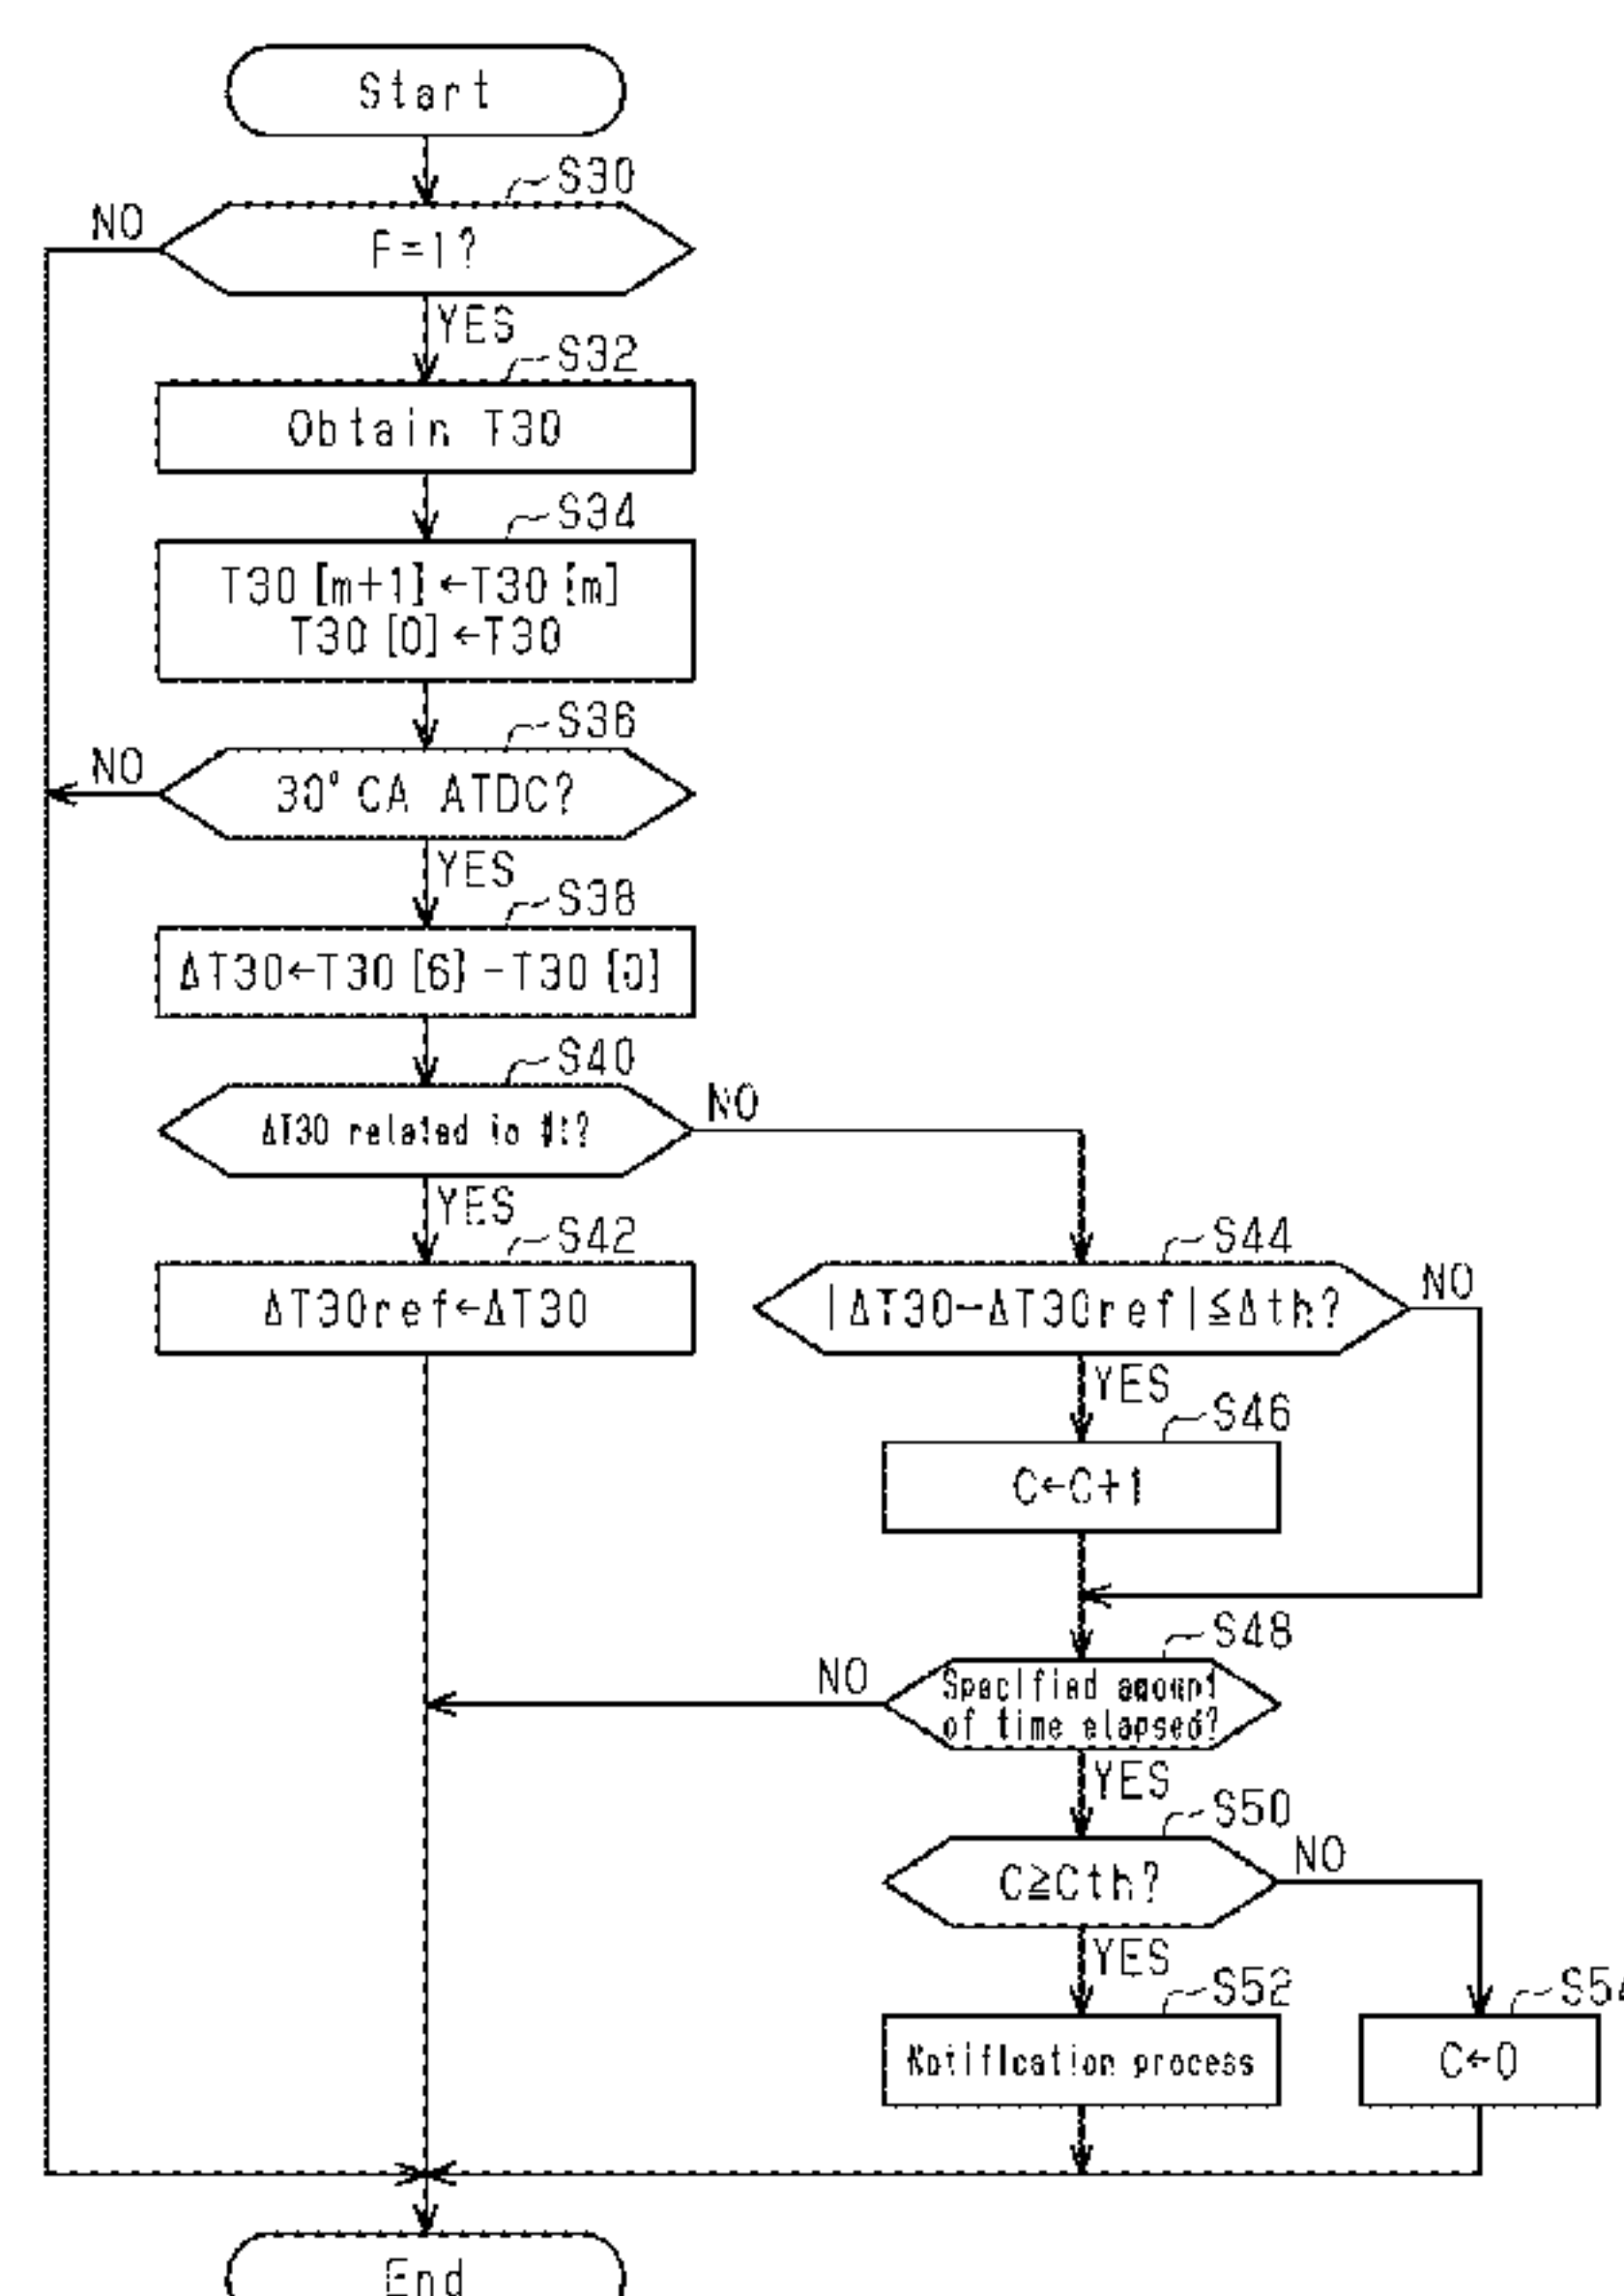 Start
S30
NO
F=1?
YES
S32
Obtain T30
S34
T30[m+1]←T30[m]
T30[0]←T30
S36
NO
30° CA ATDC?
YES
S38
ΔT30←T30[6]-T30[0]
S40
ΔT30 related to
NO
YES
S42
ΔT30ref←ΔT30
S44
|ΔT30-ΔT30ref|≦Δth?
NO
YES
S46
C←C+1
S48
NO
Specified amount
of time elapsed?
YES
S50
C≧Cth?
NO
YES
S52
Notification process
S54
C←0
End